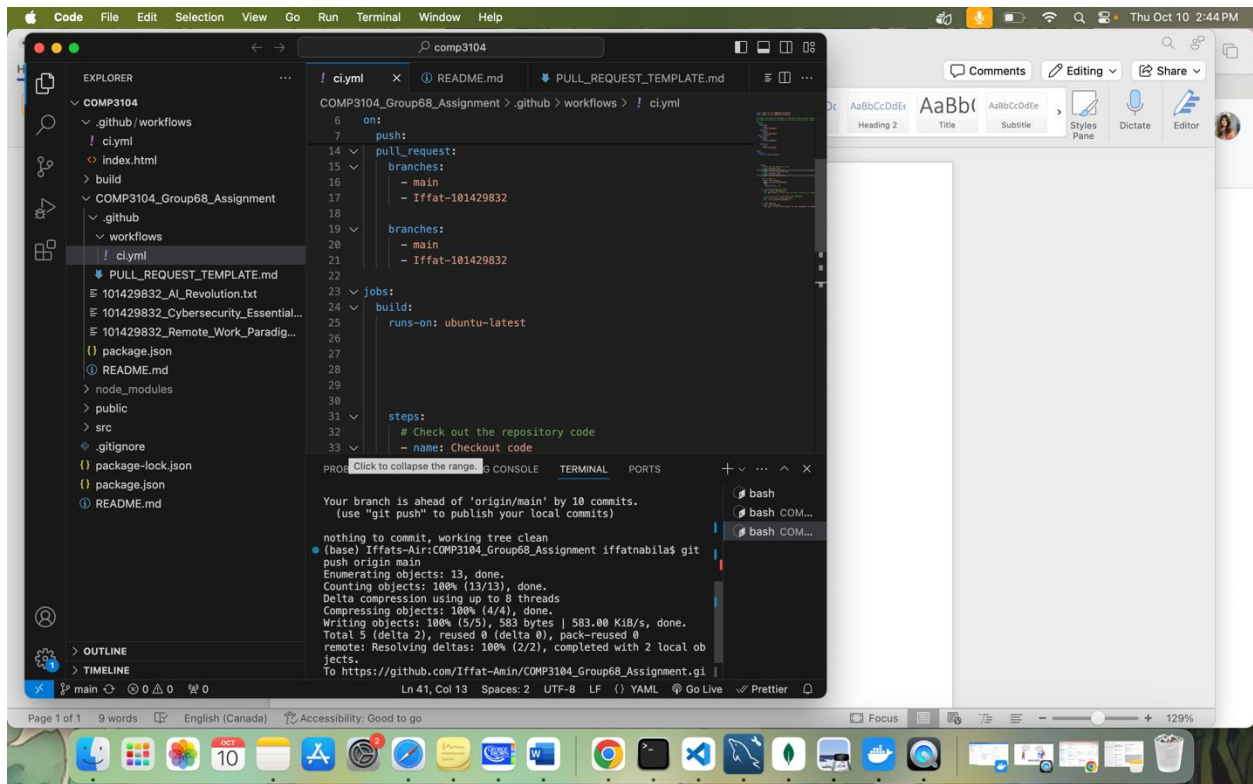 Code File Edit Selection View Go Run Terminal Window Help Thu Oct 10 2:44 PM
comp3104
EXPLORER
COMP3104
.github/workflows
ci.yml
index.html
build
COMP3104_Group68_Assignment
.github
workflows
ci.yml
PULL_REQUEST_TEMPLATE.md
101429832_AI_Revolution.txt
101429832_Cybersecurity_Essential...
101429832_Remote_Work_Paradig...
package.json
README.md
node_modules
public
src
.gitignore
package-lock.json
package.json
README.md
OUTLINE
TIMELINE
ci.yml README.md PULL_REQUEST_TEMPLATE.md
COMP3104_Group68_Assignment > .github > workflows > ! ci.yml
6 on:
7 push:
14 pull_request:
15 branches:
16 - main
17 - Iffat-101429832
18
19 branches:
20 - main
21 - Iffat-101429832
22
23 jobs:
24 build:
25 runs-on: ubuntu-latest
26
27
28
29
30
31 steps:
32 # Check out the repository code
33 - name: Checkout code
Click to collapse the range.
G CONSOLE TERMINAL PORTS
Your branch is ahead of 'origin/main' by 10 commits.
(use "git push" to publish your local commits)
nothing to commit, working tree clean
(base) Iffats-Air:COMP3104_Group68_Assignment iffatnabila$ git
push origin main
Enumerating objects: 13, done.
Counting objects: 100% (13/13), done.
Delta compression using up to 8 threads
Compressing objects: 100% (4/4), done.
Writing objects: 100% (5/5), 583 bytes | 583.00 KiB/s, done.
Total 5 (delta 2), reused 0 (delta 0), pack-reused 0
remote: Resolving deltas: 100% (2/2), completed with 2 local ob
jects.
To https://github.com/Iffat-Amin/COMP3104_Group68_Assignment.gi
bash
bash COM...
bash COM...
main 0 0 0 Ln 41, Col 13 Spaces: 2 UTF-8 LF {} YAML Go Live Prettier
Comments Editing Share
AaBbCcDdEe AaBb( AaBbCcDdEe
Heading 2 Title Subtitle Styles Pane Dictate Editor
Page 1 of 1 9 words English (Canada) Accessibility: Good to go Focus 129%
OCT
10